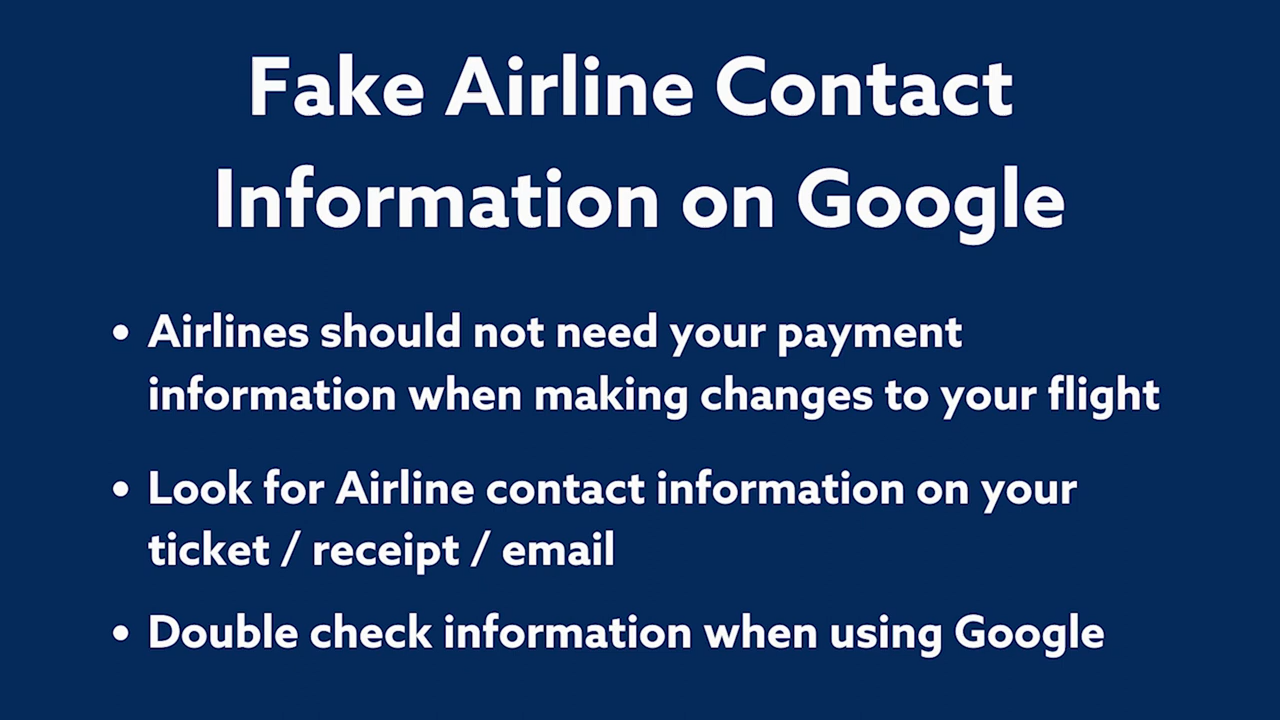 Fake Airline Contact
Information on Google
• Airlines should not need your payment
information when making changes to your flight
• Look for Airline contact information on your
ticket / receipt / email
• Double check information when using Google